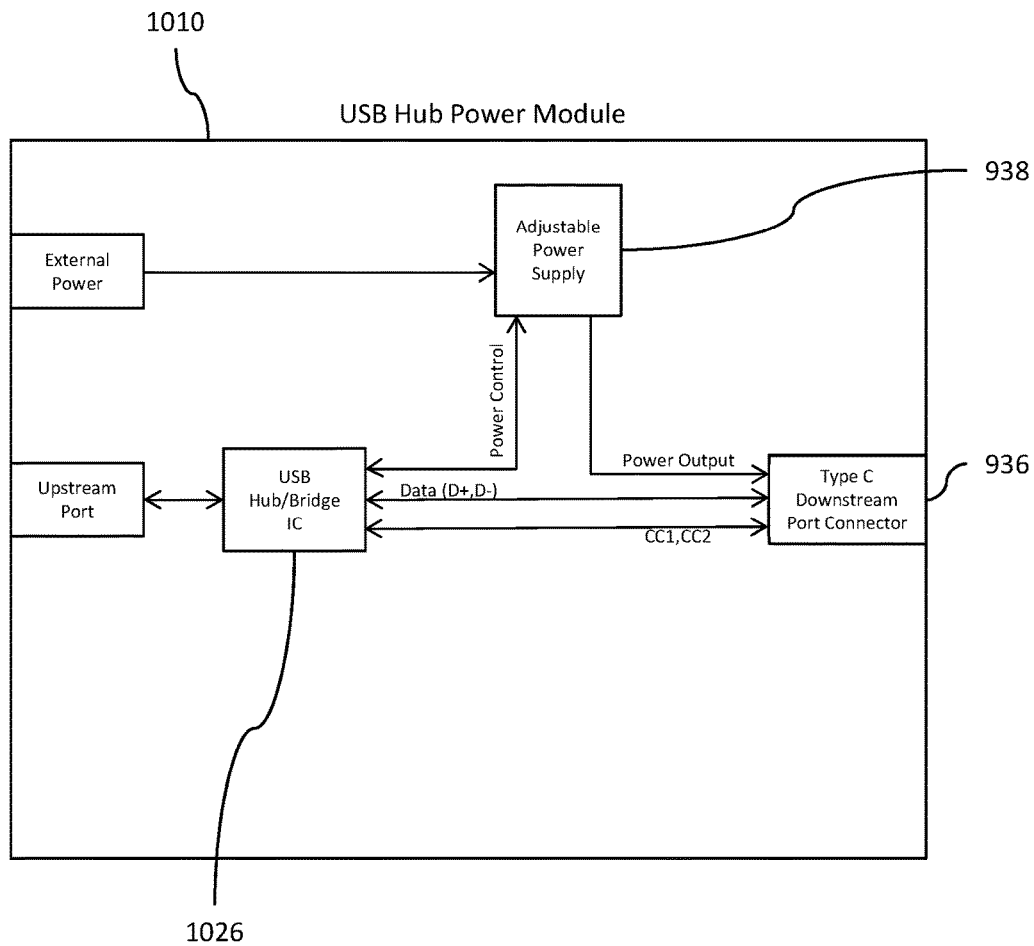 1010
USB Hub Power Module
938
Adjustable
Power
Supply
External
Power
Power Control
Power Output
936
Upstream
Port
USB
Hub/Bridge
IC
Data (D+,D-)
Type C
Downstream
Port Connector
CC1,CC2
1026